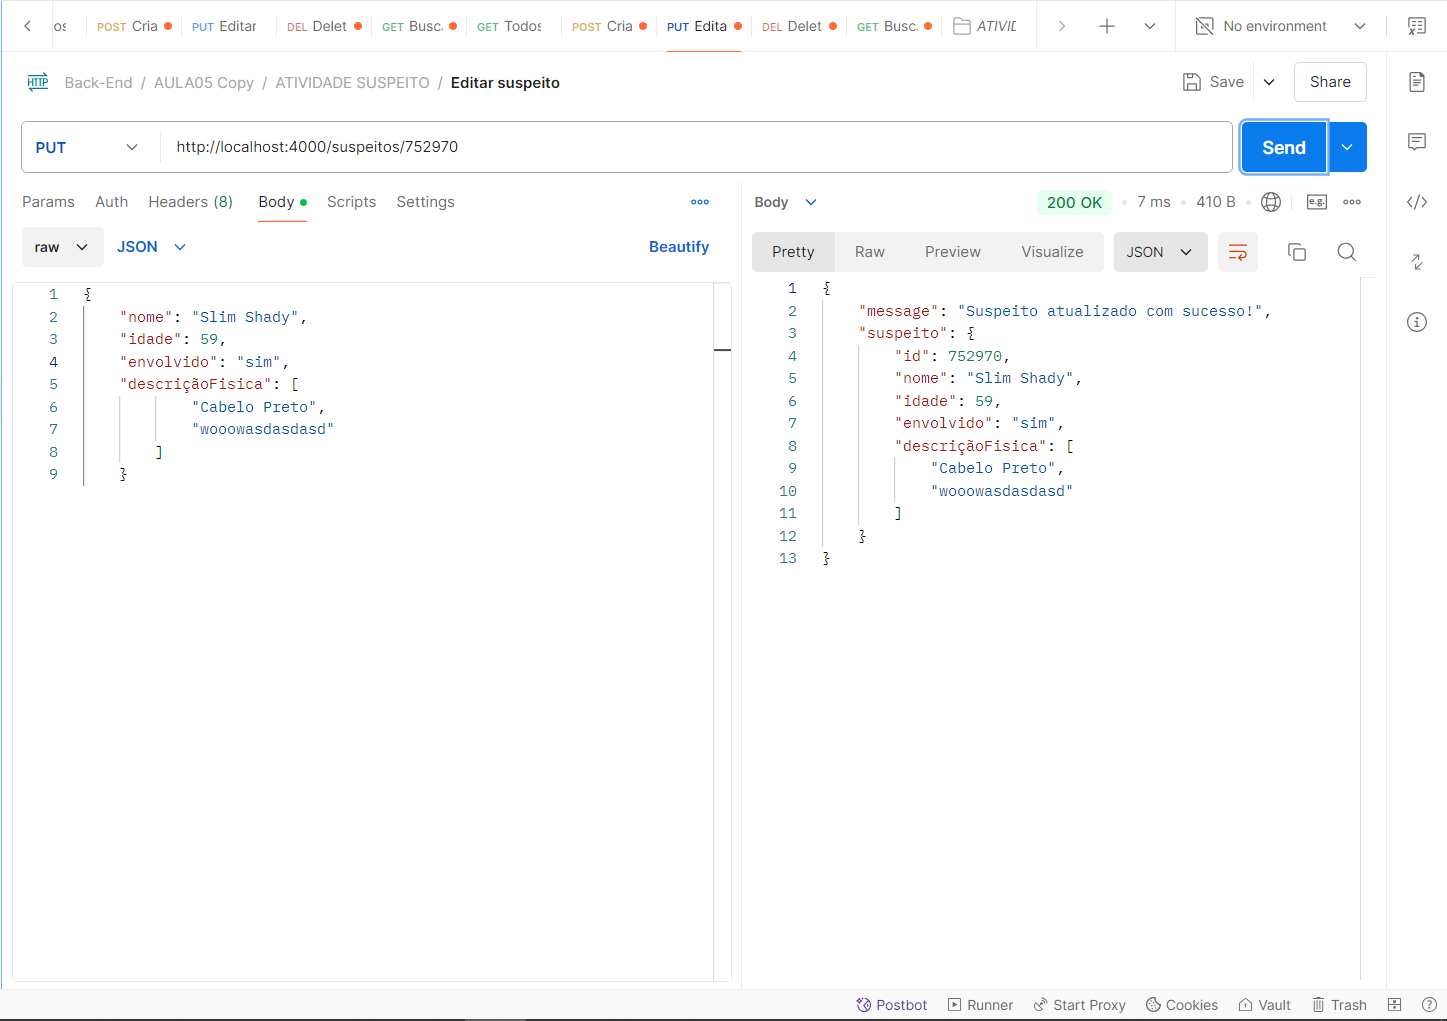 os POST Cria PUT Editar DEL Delet GET Busc. GET Todos POST Cria PUT Edita DEL Delet GET Busc. ATIVIE No environment
HTTP Back-End / AULA05 Copy / ATIVIDADE SUSPEITO / Editar suspeito Save Share
PUT http://localhost:4000/suspeitos/752970 Send
Params Auth Headers (8) Body Scripts Settings
raw JSON Beautify
1 {
2 "nome": "Slim Shady",
3 "idade": 59,
4 "envolvido": "sim",
5 "descriçãoFisica": [
6 "Cabelo Preto",
7 "wooowasdasdasd"
8 ]
9 }
Body 200 OK 7 ms 410 B e.g.
Pretty Raw Preview Visualize JSON
1 {
2 "message": "Suspeito atualizado com sucesso!",
3 "suspeito": {
4 "id": 752970,
5 "nome": "Slim Shady",
6 "idade": 59,
7 "envolvido": "sim",
8 "descriçãoFisica": [
9 "Cabelo Preto",
10 "wooowasdasdasd"
11 ]
12 }
13 }
Postbot Runner Start Proxy Cookies Vault Trash